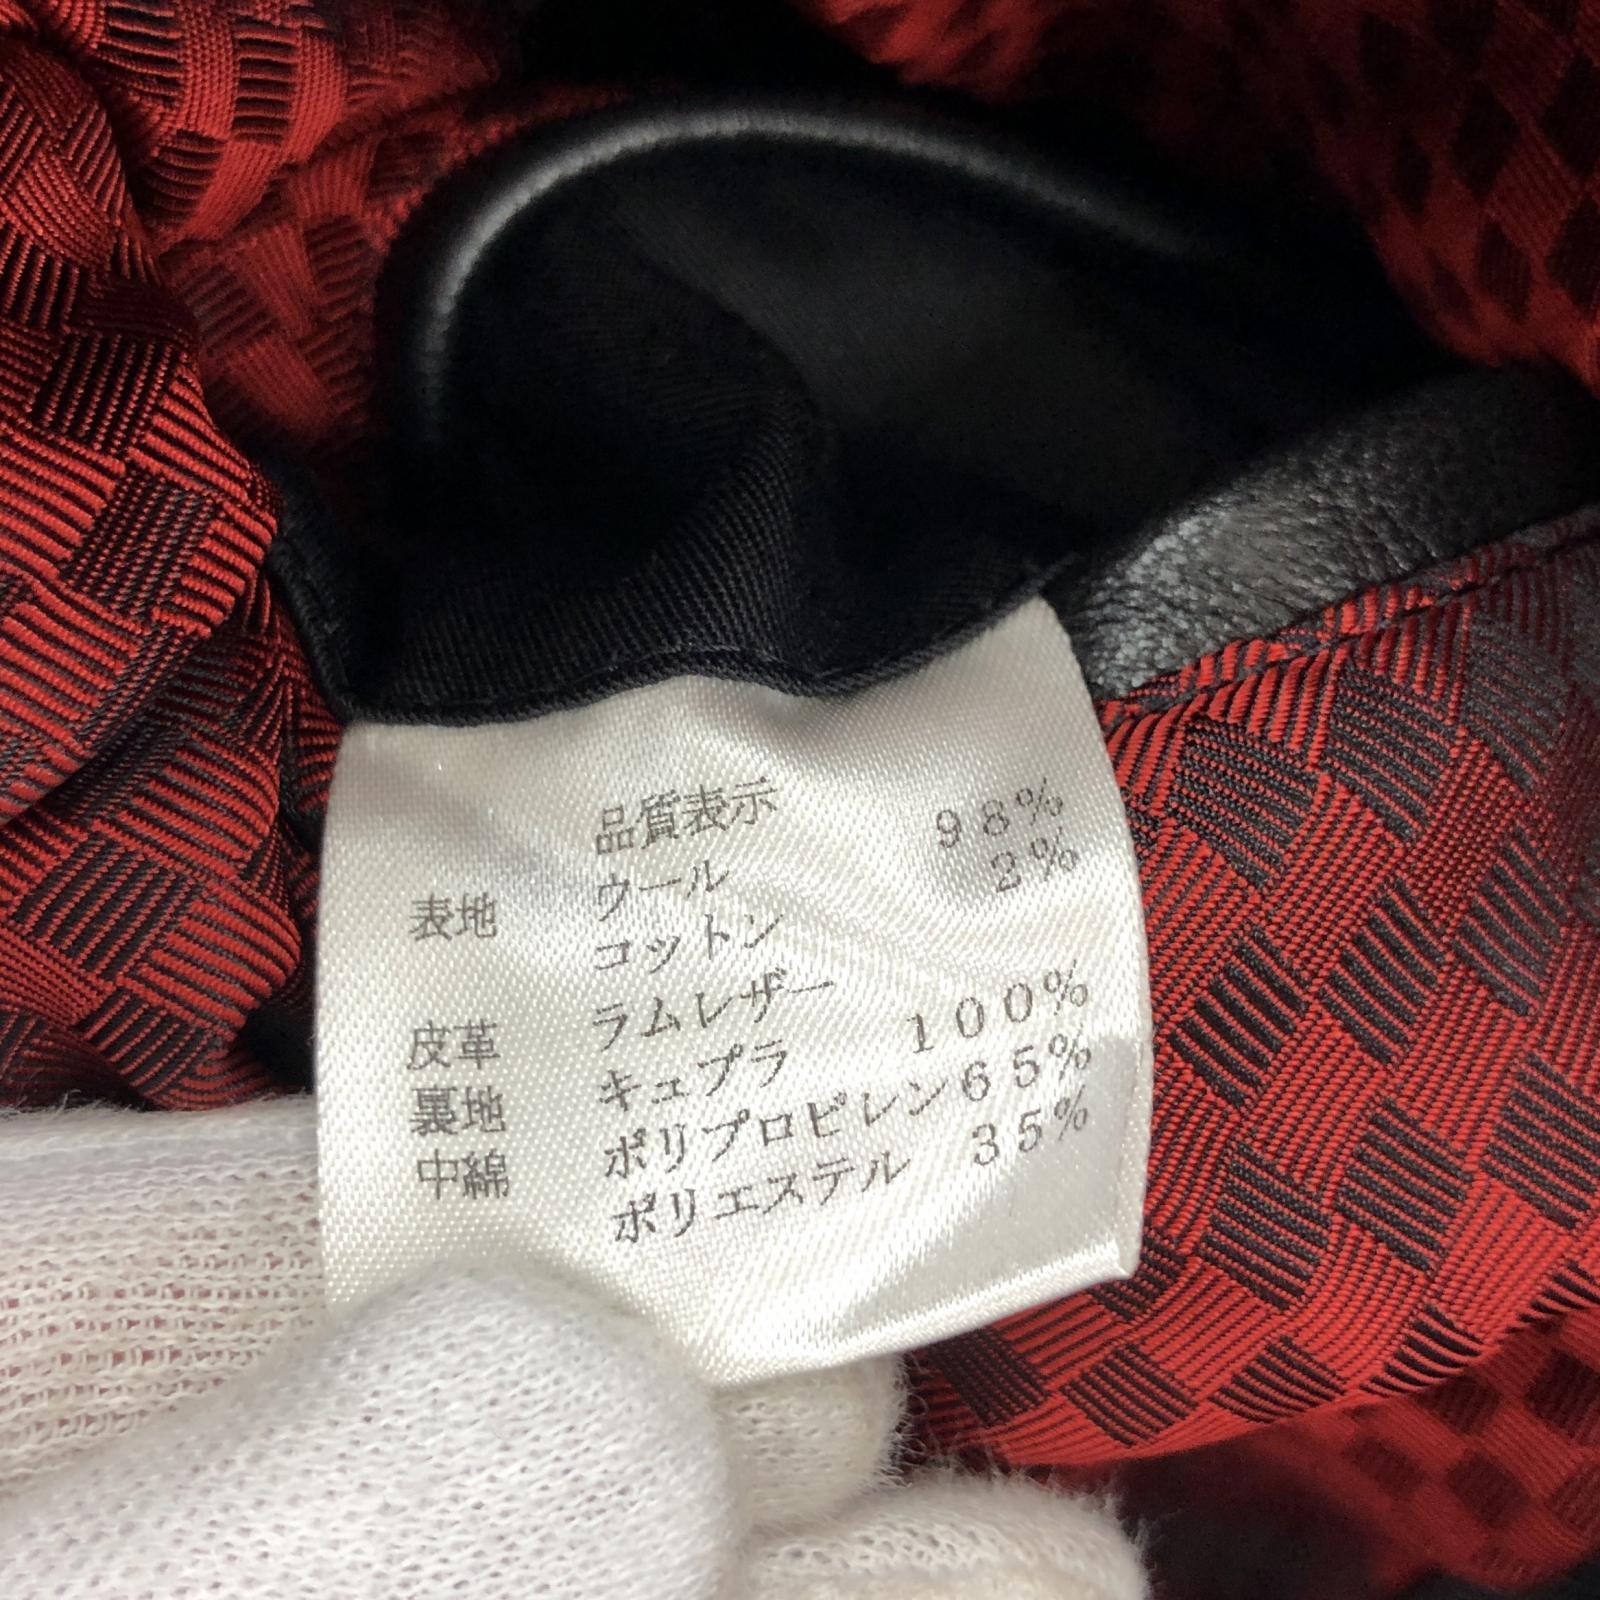 品質表示
表地 ウール 98%
コットン 2%
皮革 ラムレザー
裏地 キュプラ 100%
中綿 ポリプロピレン 65%
ポリエステル 35%